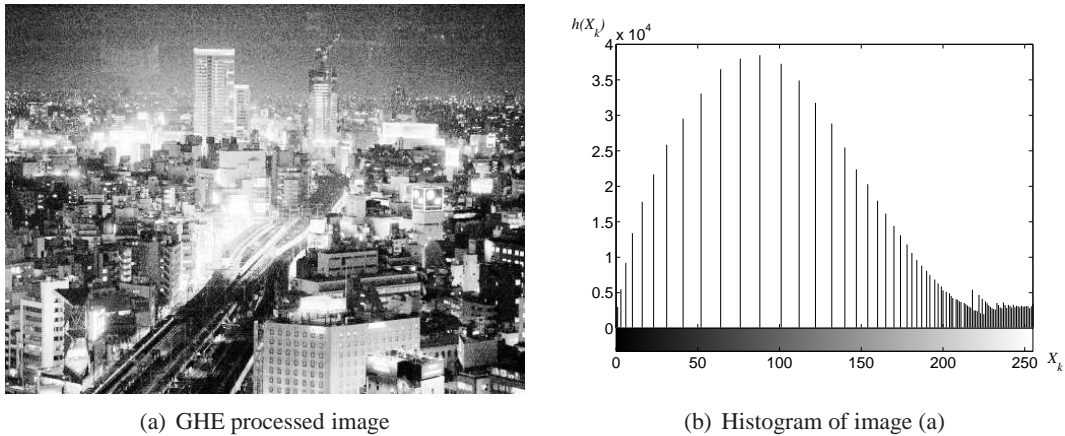 h(X_k)
× 10^4
4
3.5
3
2.5
2
1.5
1
0.5
0
0 50 100 150 200 250
X_k
(a) GHE processed image
(b) Histogram of image (a)